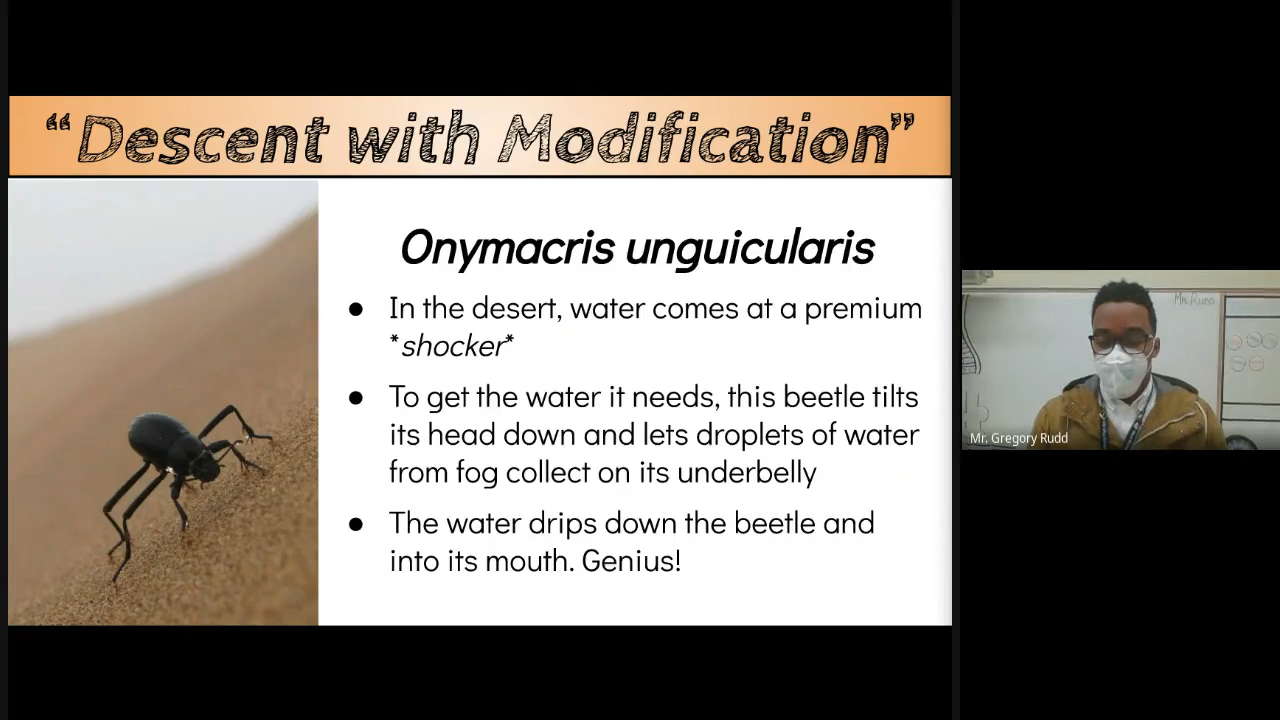 “Descent with Modification”
Onymacris unguicularis
● In the desert, water comes at a premium
*shocker*
● To get the water it needs, this beetle tilts
its head down and lets droplets of water
from fog collect on its underbelly
● The water drips down the beetle and
into its mouth. Genius!
Mr. Rudd
Mr. Gregory Rudd